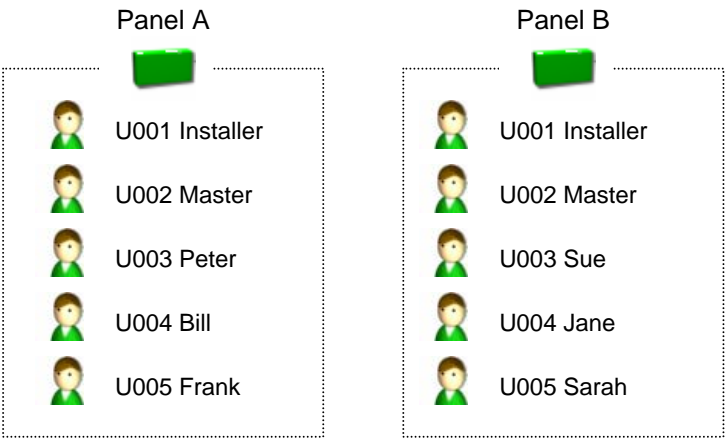 Panel A
U001 Installer
U002 Master
U003 Peter
U004 Bill
U005 Frank
Panel B
U001 Installer
U002 Master
U003 Sue
U004 Jane
U005 Sarah